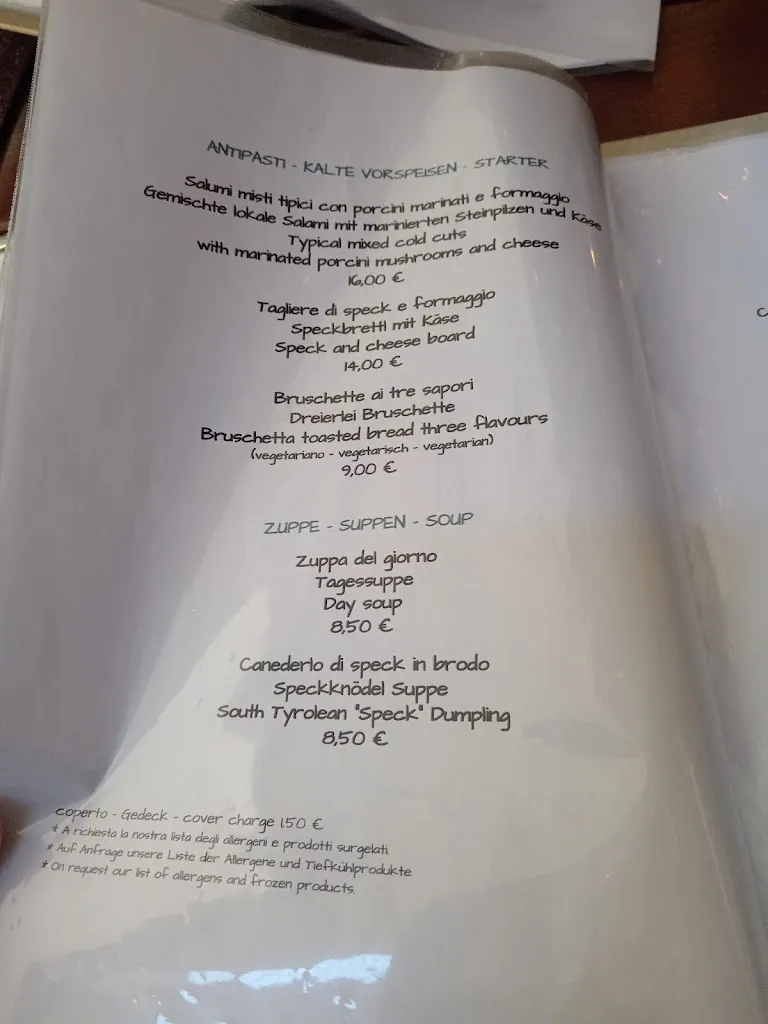 ANTIPASTI - KALTE VORSPEISEN - STARTER
Salumi misti tipici con porcini marinati e formaggio
Gemischte lokale Salami mit marinierten Steinpilzen und Käse
Typical mixed cold cuts
with marinated porcini mushrooms and cheese
16,00 €
Tagliere di speck e formaggio
Speckbrettl mit Käse
Speck and cheese board
14,00 €
Bruschette ai tre sapori
Dreierlei Bruschette
Bruschetta toasted bread three flavours
(vegetariano - vegetarisch - vegetarian)
9,00 €
ZUPPE - SUPPEN - SOUP
Zuppa del giorno
Tagessuppe
Day soup
8,50 €
Canederlo di speck in brodo
Speckknödel Suppe
South Tyrolean "Speck" Dumpling
8,50 €
coperto - Gedeck - cover charge 1,50 €
* A richiesta la nostra lista degli allergeni e prodotti surgelati.
* Auf Anfrage unsere Liste der Allergene und Tiefkühlprodukte.
* On request our list of allergens and frozen products.